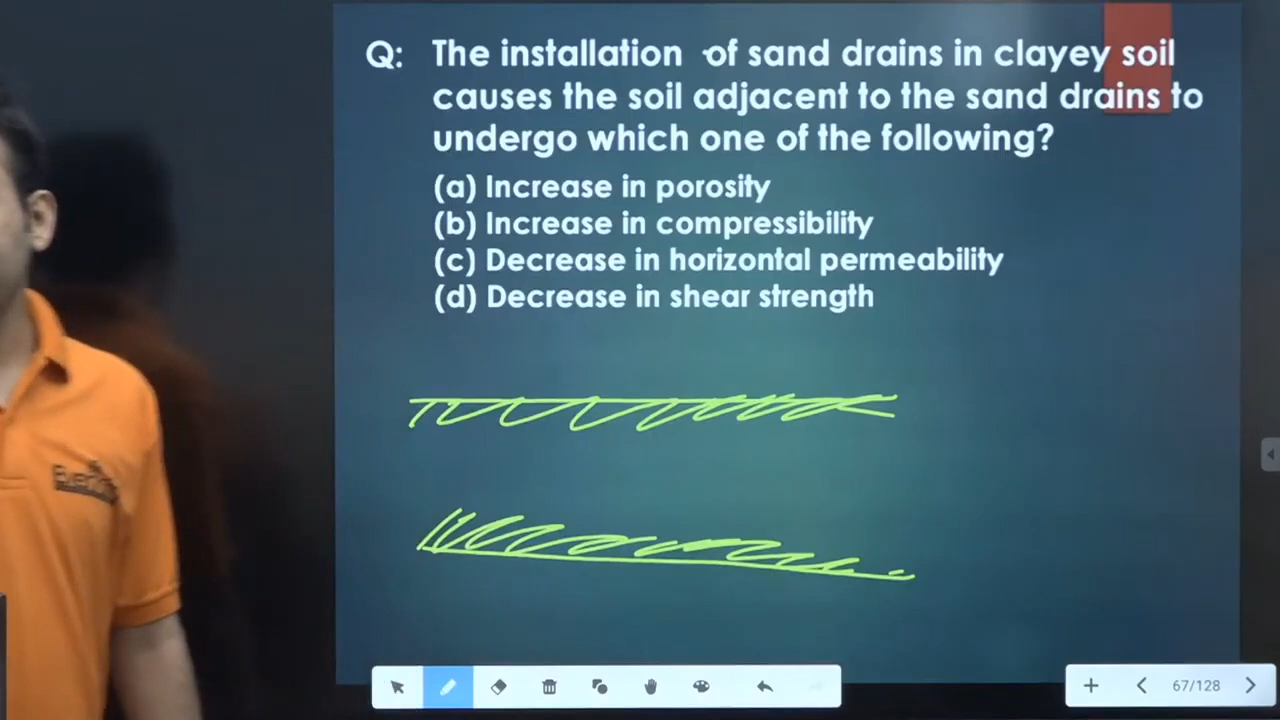 Q: The installation of sand drains in clayey soil
causes the soil adjacent to the sand drains to
undergo which one of the following?
(a) Increase in porosity
(b) Increase in compressibility
(c) Decrease in horizontal permeability
(d) Decrease in shear strength
67/128